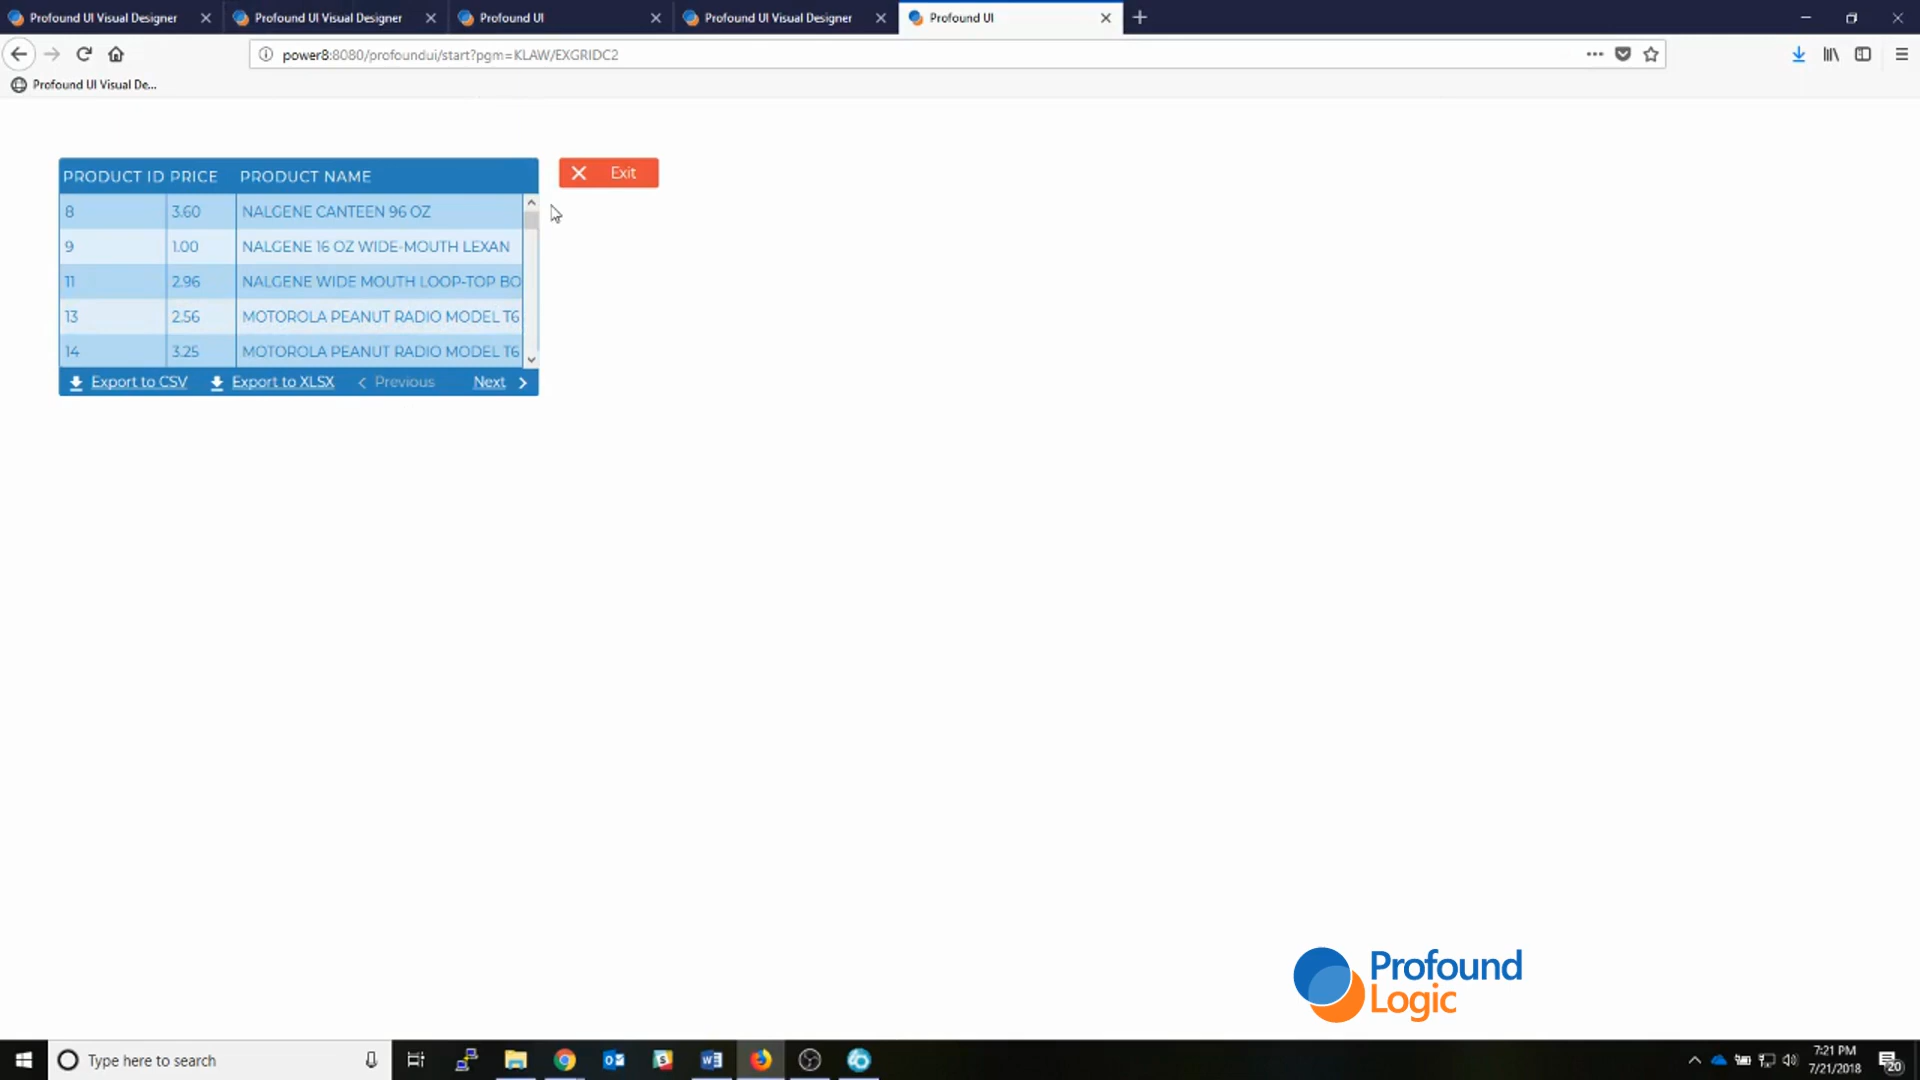 Profound UI Visual Designer
Profound UI Visual Designer
Profound UI
Profound UI Visual Designer
Profound UI
power8:8080/profoundui/start?pgm=KLAW/EXGRIDC2
Profound UI Visual De...
PRODUCT ID PRICE PRODUCT NAME
Exit
8 3.60 NALGENE CANTEEN 96 OZ
9 1.00 NALGENE 16 OZ WIDE-MOUTH LEXAN
11 2.96 NALGENE WIDE MOUTH LOOP-TOP BO
13 2.56 MOTOROLA PEANUT RADIO MODEL T6
14 3.25 MOTOROLA PEANUT RADIO MODEL T6
Export to CSV Export to XLSX Previous Next
Profound
Logic
Type here to search
7:21 PM
7/21/2018
20